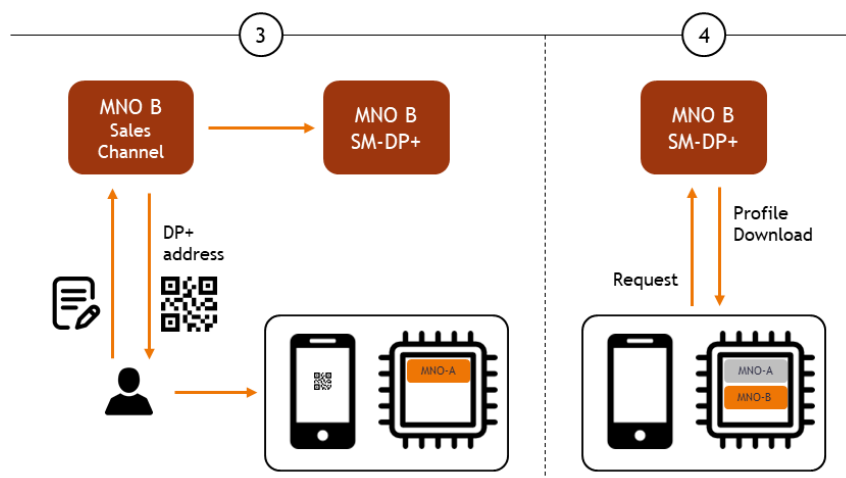 3
4
MNO B
Sales
Channel
MNO B
SM-DP+
MNO B
SM-DP+
DP+
address
Profile
Download
Request
MNO-A
MNO-A
MNO-B